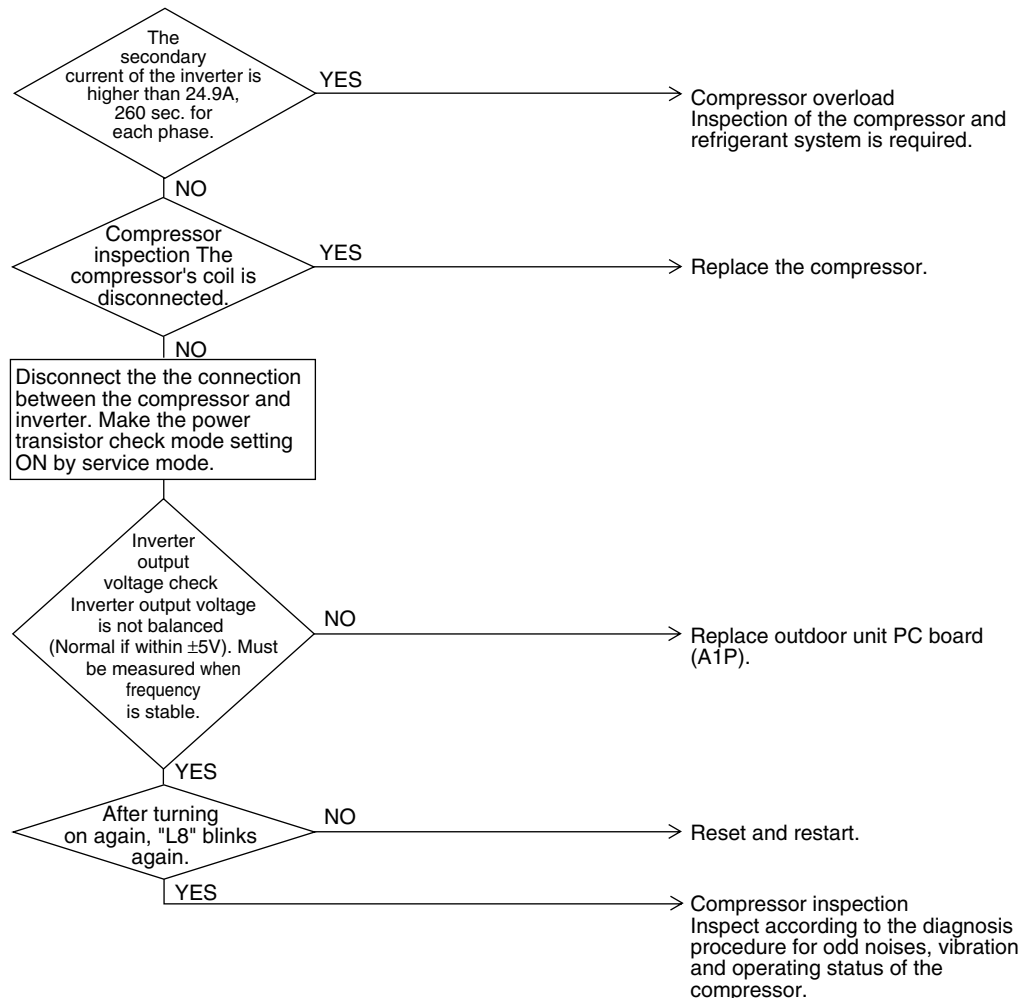 The
secondary
current of the inverter is
higher than 24.9A,
260 sec. for
each phase.
YES
Compressor overload
Inspection of the compressor and
refrigerant system is required.
NO
Compressor
inspection The
compressor's coil is
disconnected.
YES
Replace the compressor.
NO
Disconnect the the connection
between the compressor and
inverter. Make the power
transistor check mode setting
ON by service mode.
Inverter
output
voltage check
Inverter output voltage
is not balanced
(Normal if within ±5V). Must
be measured when
frequency
is stable.
NO
Replace outdoor unit PC board
(A1P).
YES
After turning
on again, "L8" blinks
again.
NO
Reset and restart.
YES
Compressor inspection
Inspect according to the diagnosis
procedure for odd noises, vibration
and operating status of the
compressor.